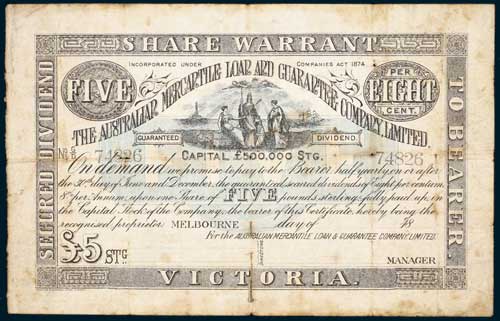 SHARE WARRANT
INCORPORATED UNDER COMPANIES ACT 1874
FIVE
PER
EIGHT
CENT.
THE AUSTRALIAN MERCANTILE LOAN AND GUARANTEE COMPANY, LIMITED.
GUARANTEED DIVIDEND.
CAPITAL £500,000 STG.
74826 74826
On demand we promise to pay to the Bearer half yearly on or after
the 30th day of June and December, the guaranteed secured dividends of Eight per centum
8% per Annum, upon one Share of FIVE pounds sterling, fully paid up, in
the Capital Stock of the Company, the bearer of this Certificate, hereby being the
recognised proprietor. MELBOURNE day of 18
For the AUSTRALIAN MERCANTILE LOAN & GUARANTEE COMPANY, LIMITED.
£5 STG.
MANAGER.
VICTORIA.
SECURED DIVIDEND
TO BEARER.